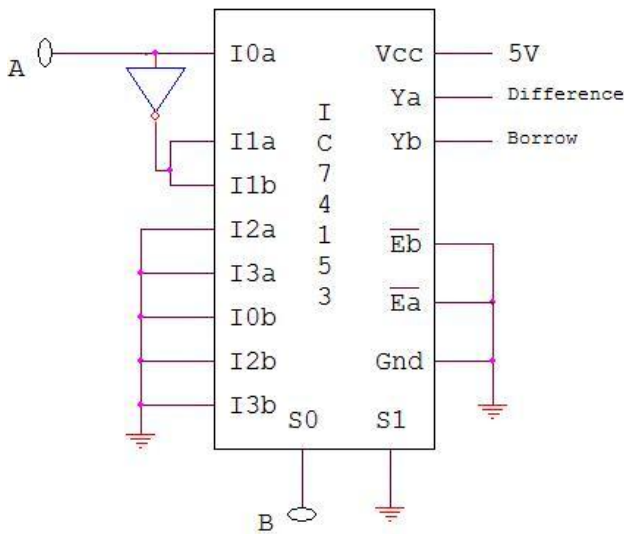 A
I0a
I1a
I1b
I2a
I3a
I0b
I2b
I3b
I
C
7
4
1
5
3
Vcc
5V
Ya
Difference
Yb
Borrow
Eb
Ea
Gnd
S0
S1
B